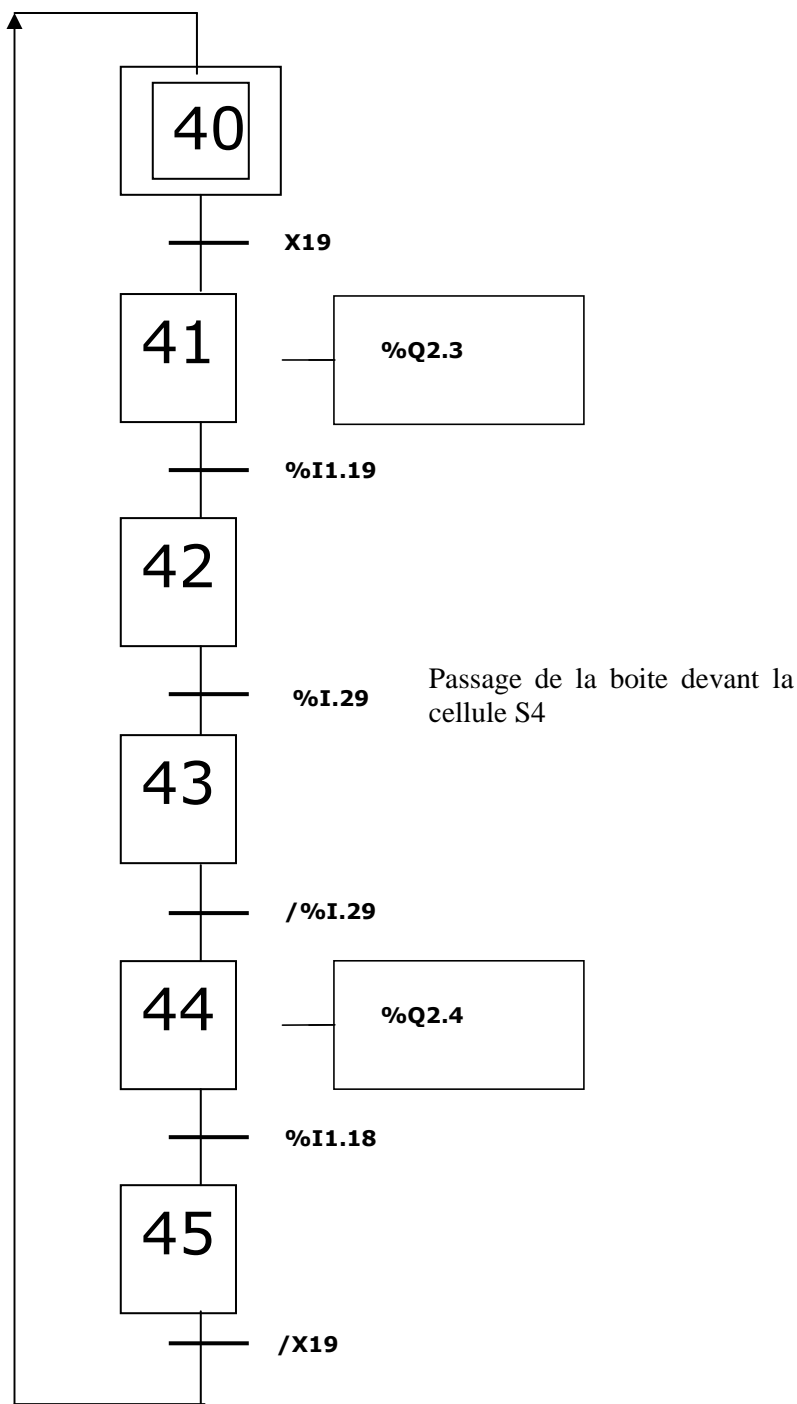 40
X19
41
%Q2.3
%I1.19
42
%I.29
Passage de la boite devant la
cellule S4
43
/%I.29
44
%Q2.4
%I1.18
45
/X19